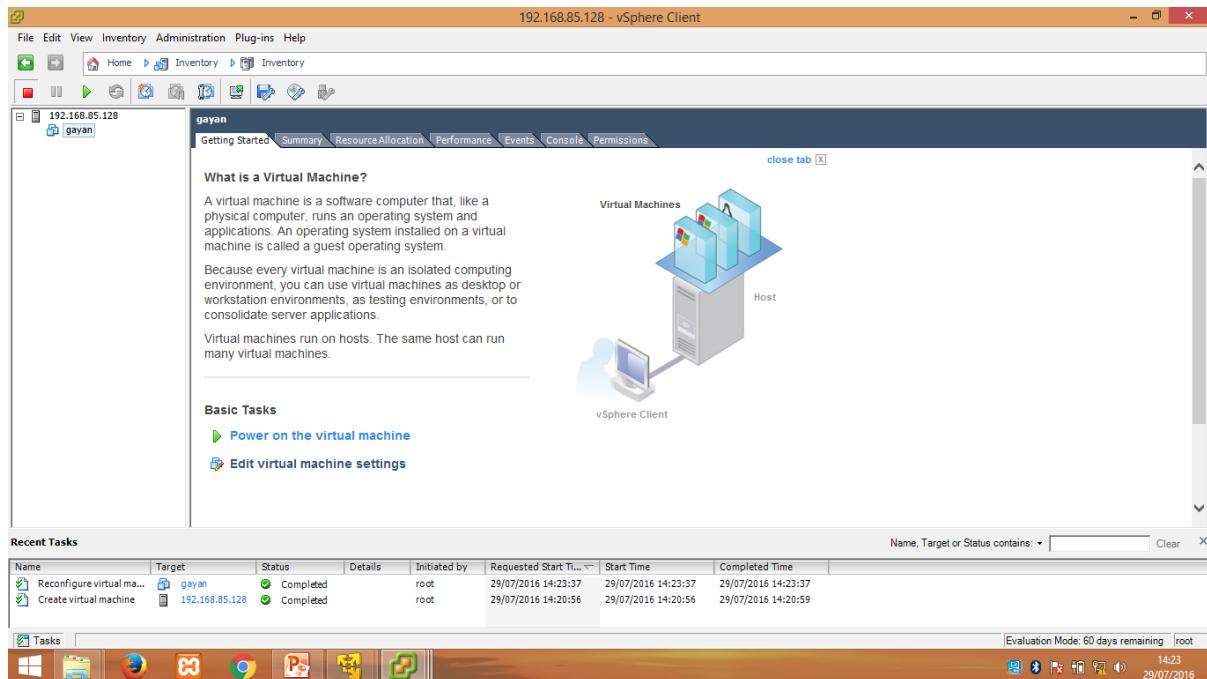 192.168.85.128 - vSphere Client
File Edit View Inventory Administration Plug-ins Help
Home Inventory Inventory
192.168.85.128
gayan
gayan
Getting Started Summary Resource Allocation Performance Events Console Permissions
close tab X
What is a Virtual Machine?
A virtual machine is a software computer that, like a
physical computer, runs an operating system and
applications. An operating system installed on a virtual
machine is called a guest operating system.
Because every virtual machine is an isolated computing
environment, you can use virtual machines as desktop or
workstation environments, as testing environments, or to
consolidate server applications.
Virtual machines run on hosts. The same host can run
many virtual machines.
Virtual Machines
Host
vSphere Client
Basic Tasks
Power on the virtual machine
Edit virtual machine settings
Recent Tasks
Name, Target or Status contains: Clear
Name Target Status Details Initiated by Requested Start Ti... Start Time Completed Time
Reconfigure virtual ma... gayan Completed root 29/07/2016 14:23:37 29/07/2016 14:23:37 29/07/2016 14:23:37
Create virtual machine 192.168.85.128 Completed root 29/07/2016 14:20:56 29/07/2016 14:20:56 29/07/2016 14:20:59
Tasks
Evaluation Mode: 60 days remaining root
14:23
29/07/2016